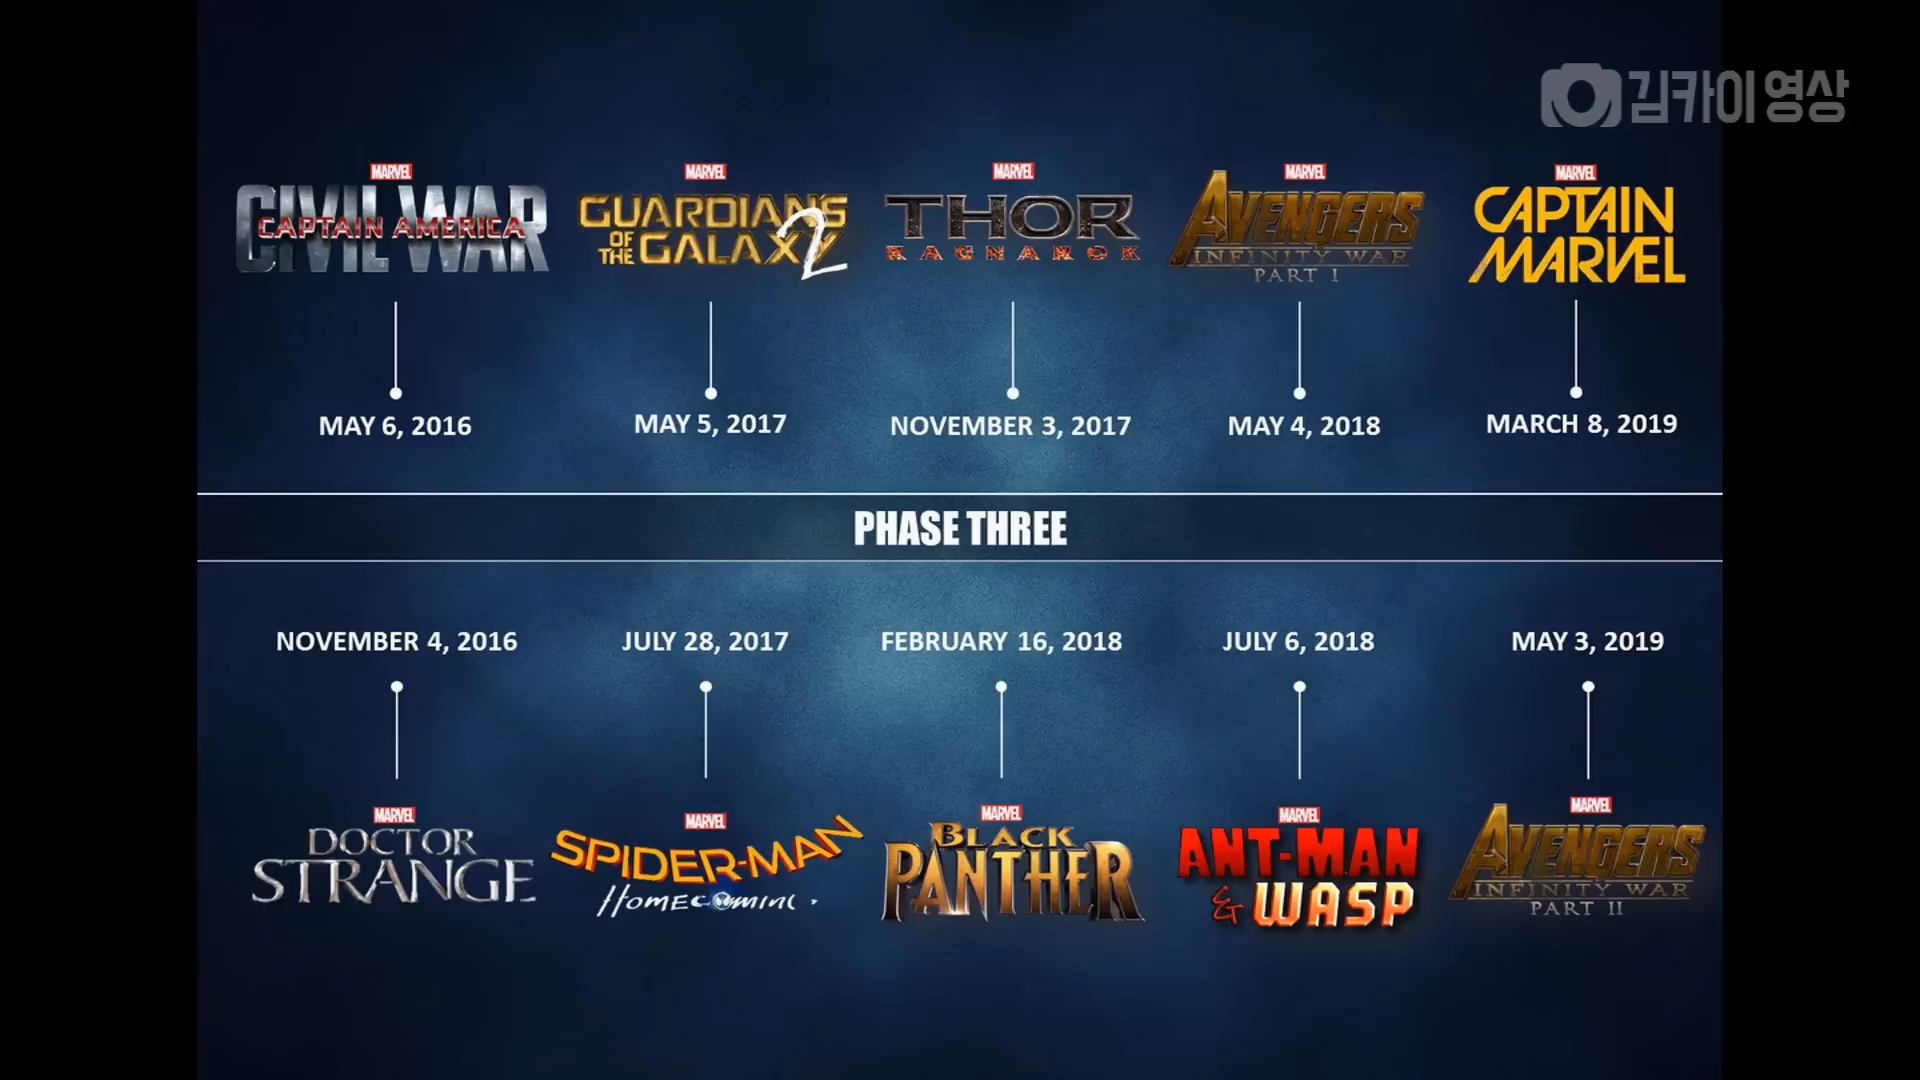 김카이 영상
MARVEL
CIVIL WAR
CAPTAIN AMERICA
MAY 6, 2016
MARVEL
GUARDIANS
OF THE GALAXY 2
MAY 5, 2017
MARVEL
THOR
RAGNAROK
NOVEMBER 3, 2017
MARVEL
AVENGERS
INFINITY WAR
PART I
MAY 4, 2018
MARVEL
CAPTAIN
MARVEL
MARCH 8, 2019
PHASE THREE
NOVEMBER 4, 2016
MARVEL
DOCTOR
STRANGE
JULY 28, 2017
MARVEL
SPIDER-MAN
HOMECOMING
FEBRUARY 16, 2018
MARVEL
BLACK
PANTHER
JULY 6, 2018
MARVEL
ANT-MAN
& WASP
MAY 3, 2019
MARVEL
AVENGERS
INFINITY WAR
PART II